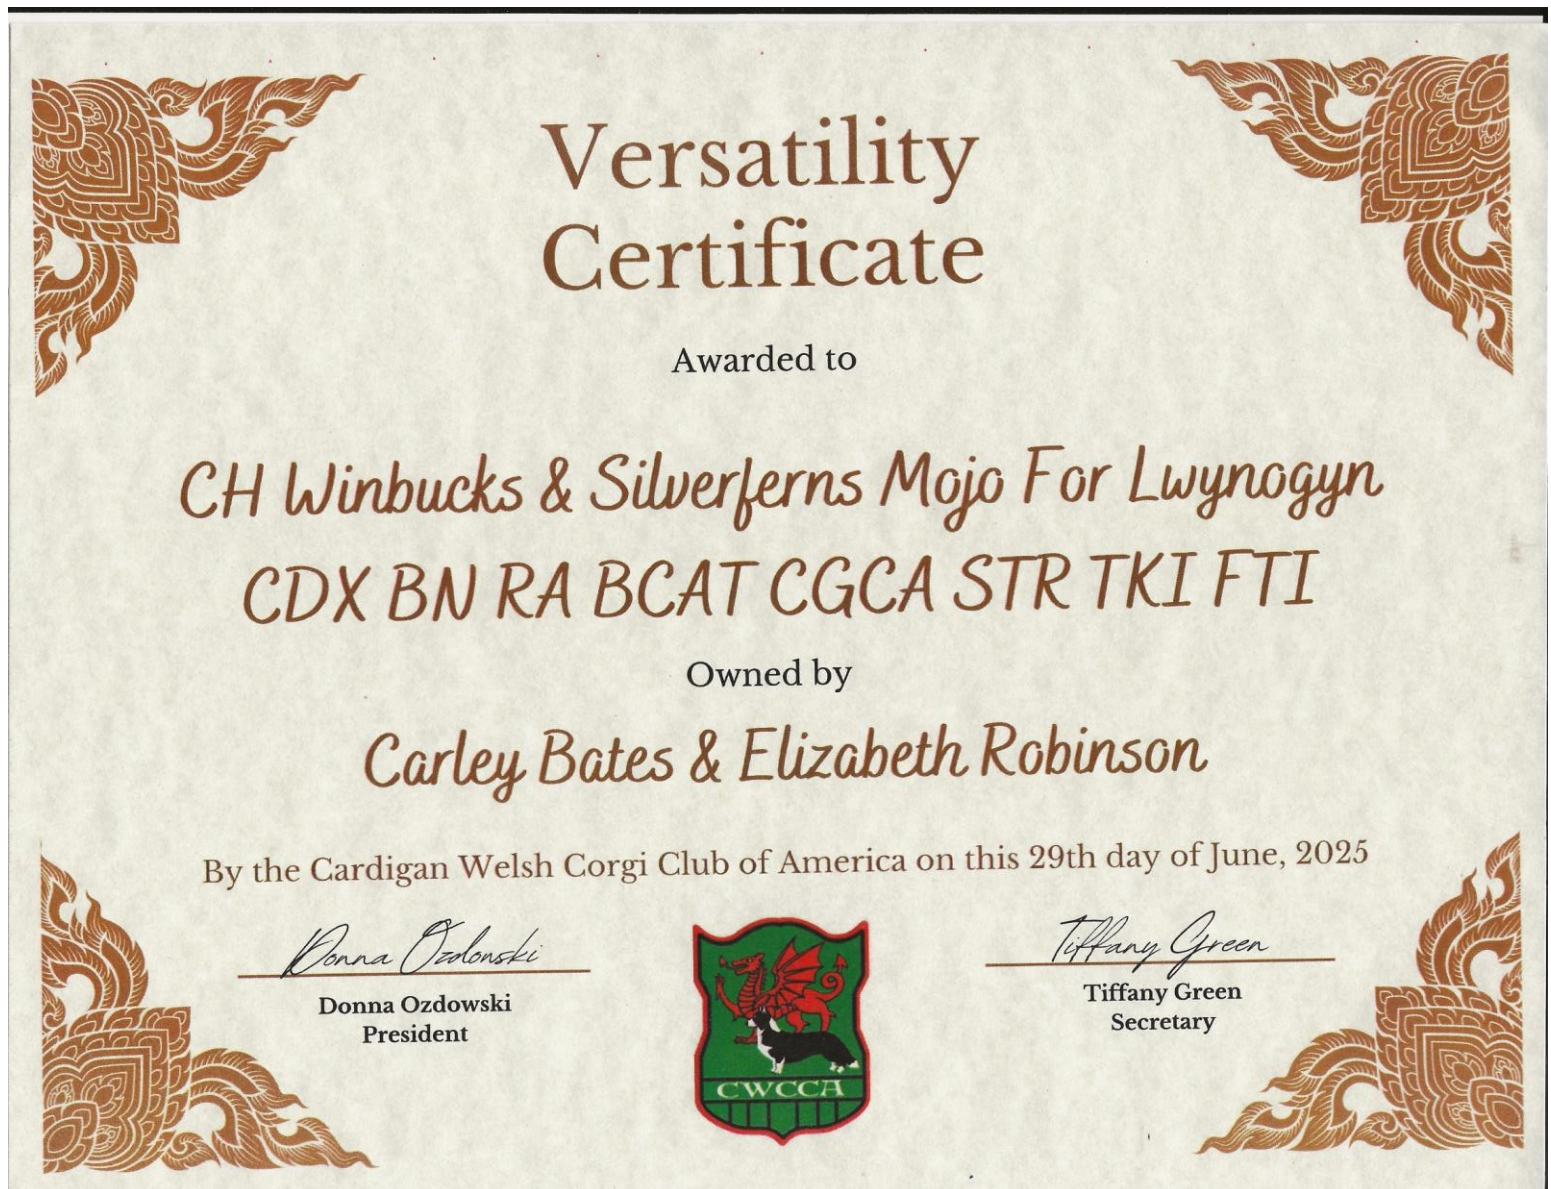 Versatility
Certificate
Awarded to
CH Winbucks & Silverferns Mojo For Lwynogyn
CDX BN RA BCAT CGCA STR TKI FTI
Owned by
Carley Bates & Elizabeth Robinson
By the Cardigan Welsh Corgi Club of America on this 29th day of June, 2025
Donna Ozdonski
Donna Ozdowski
President
Tiffany Green
Tiffany Green
Secretary
CWCCA